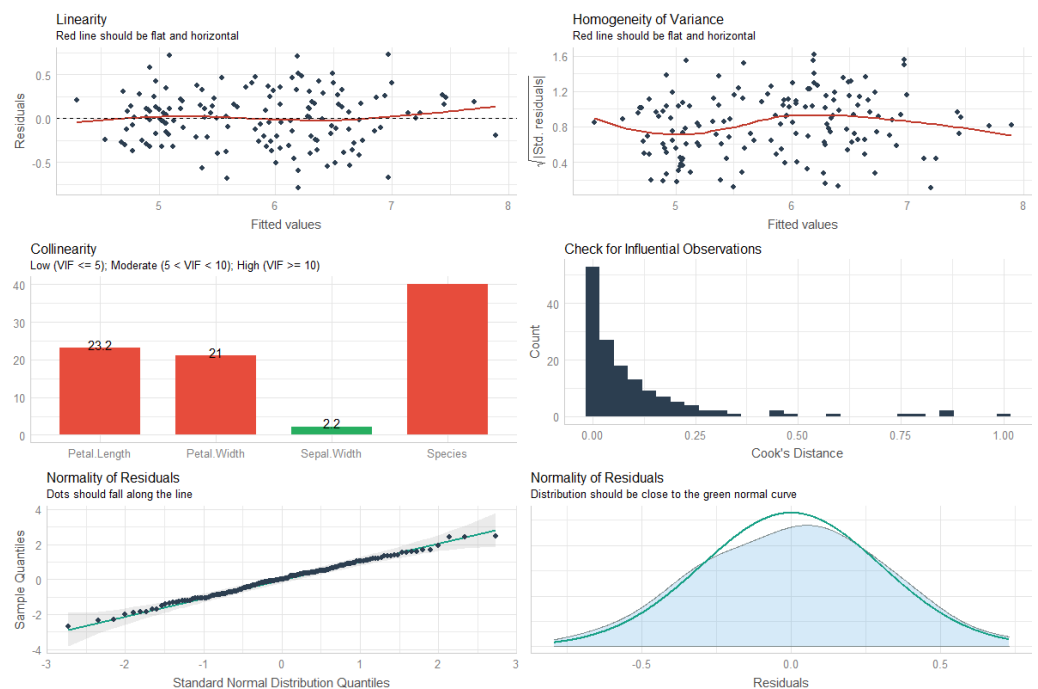 Linearity
Red line should be flat and horizontal
Residuals
0.5
0.0
-0.5
5
6
7
8
Fitted values
Homogeneity of Variance
Red line should be flat and horizontal
√|Std. residuals|
1.6
1.2
0.8
0.4
5
6
7
8
Fitted values
Collinearity
Low (VIF <= 5); Moderate (5 < VIF < 10); High (VIF >= 10)
40
30
20
10
0
23.2
21
2.2
Petal.Length
Petal.Width
Sepal.Width
Species
Check for Influential Observations
Count
40
20
0
0.00
0.25
0.50
0.75
1.00
Cook's Distance
Normality of Residuals
Dots should fall along the line
Sample Quantiles
4
2
0
-2
-4
-3
-2
-1
0
1
2
3
Standard Normal Distribution Quantiles
Normality of Residuals
Distribution should be close to the green normal curve
-0.5
0.0
0.5
Residuals